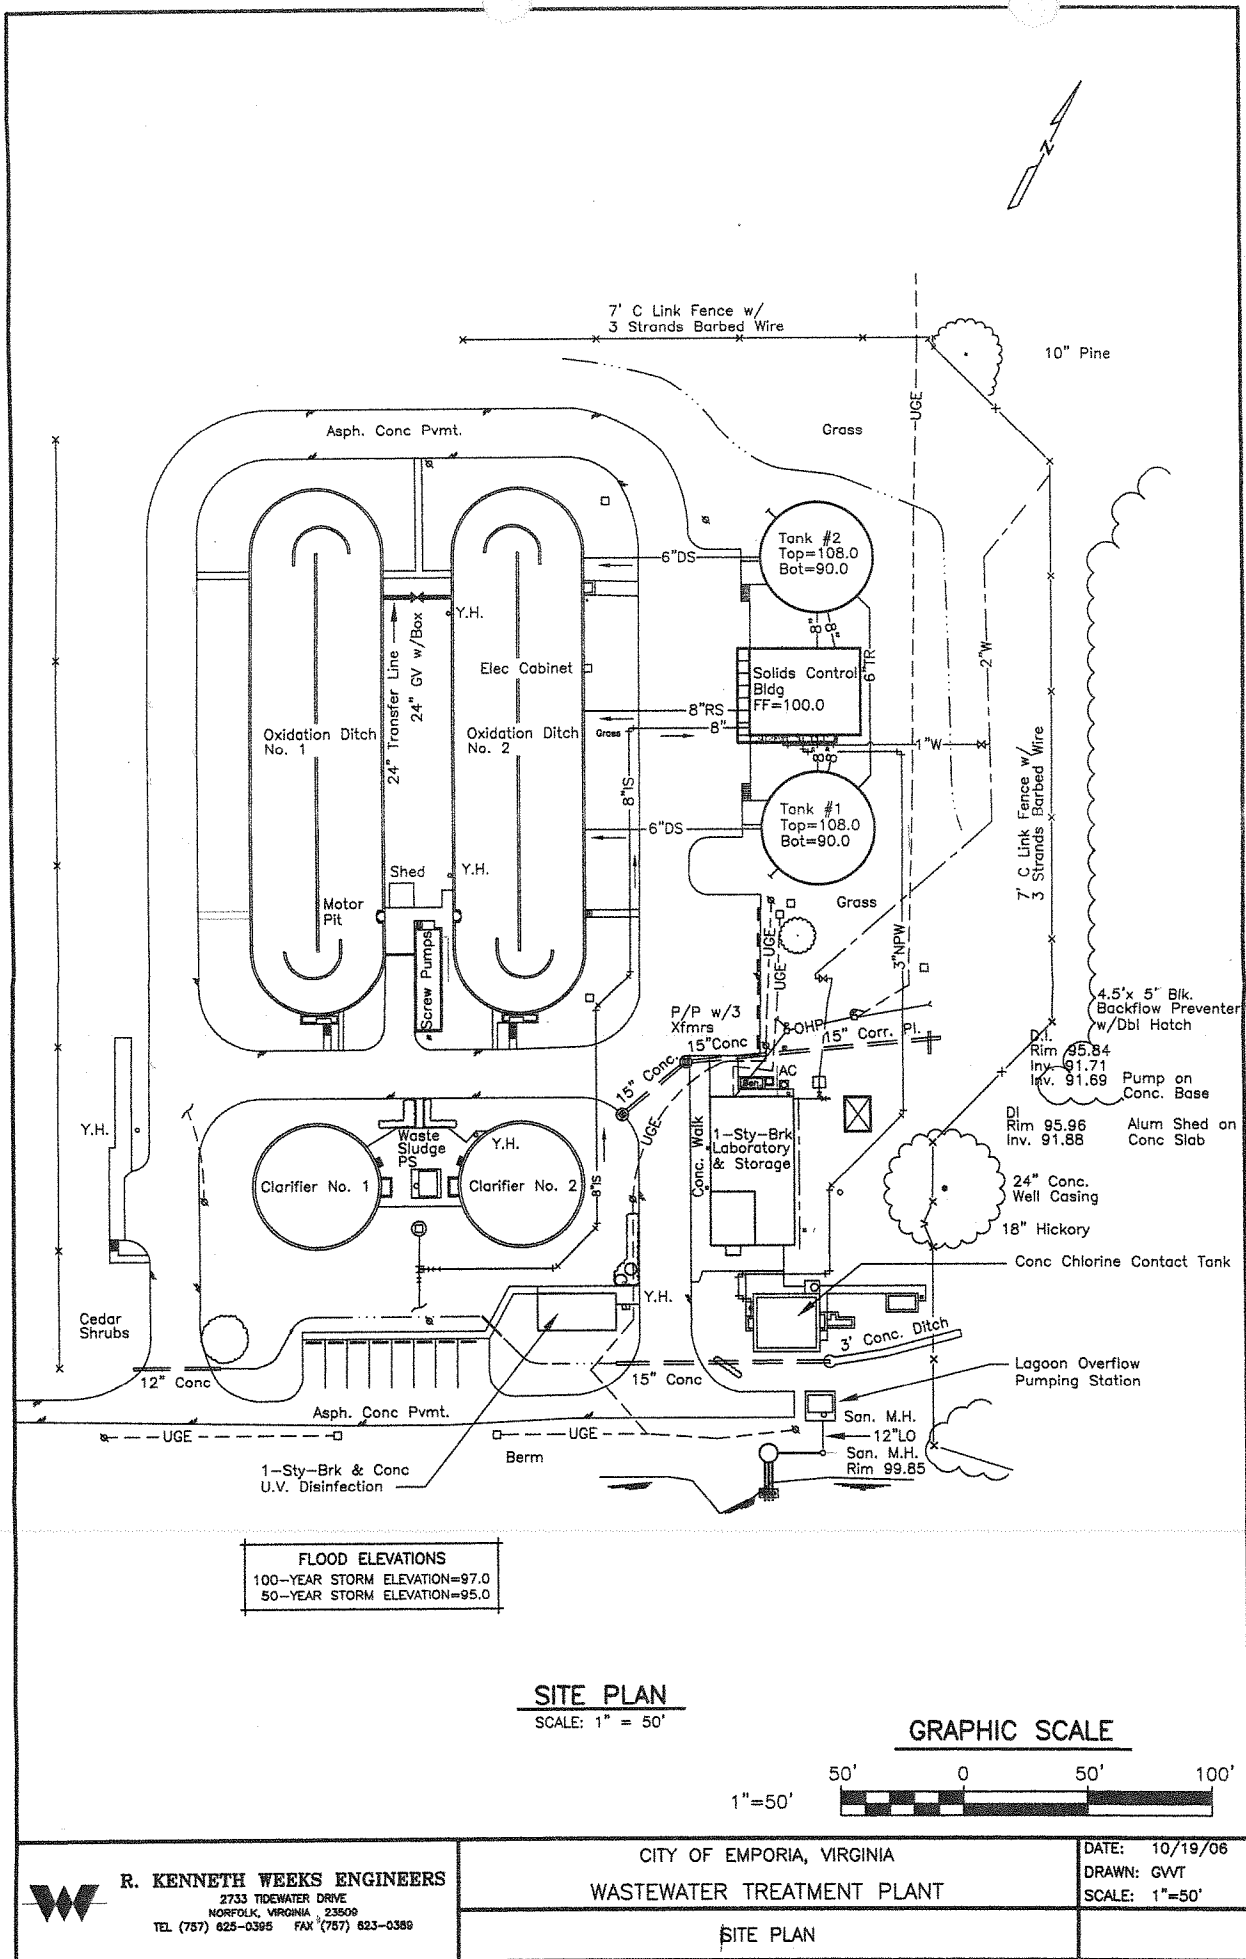 N
7' C Link Fence w/
3 Strands Barbed Wire
10" Pine
UGE
Grass
Asph. Conc Pvmt.
Tank #2
Top=108.0
Bot=90.0
6"DS
Y.H.
8"
8"
24" Transfer Line
24" GV w/Box
Elec Cabinet
Solids Control
Bldg
FF=100.0
6"TR
2"W
8"RS
8"
Grass
Oxidation Ditch
No. 1
Oxidation Ditch
No. 2
1"W
8"
8"
8"IS
7' C Link Fence w/
3 Strands Barbed Wire
Tank #1
Top=108.0
Bot=90.0
6"DS
Shed
Y.H.
Motor
Pit
Grass
Screw Pumps
UGE
UGE
3"NPW
4.5'x 5' Blk.
Backflow Preventer
w/Dbl Hatch
P/P w/3
Xfmrs
OHP
15"Conc
15" Corr. Pl.
D.I.
Rim 95.84
Inv. 91.71
Inv. 91.69
Pump on
Conc. Base
15" Conc.
AC
Gen
UGE
DI
Rim 95.96
Inv. 91.88
Alum Shed on
Conc Slab
Y.H.
Waste
Sludge
PS
Y.H.
Conc. Walk
1-Sty-Brk
Laboratory
& Storage
Clarifier No. 1
Clarifier No. 2
8"IS
24" Conc.
Well Casing
18" Hickory
Conc Chlorine Contact Tank
Y.H.
Cedar
Shrubs
3' Conc. Ditch
12" Conc
15" Conc
Lagoon Overflow
Pumping Station
Asph. Conc Pvmt.
San. M.H.
UGE
UGE
12"LO
Berm
San. M.H.
Rim 99.85
1-Sty-Brk & Conc
U.V. Disinfection
FLOOD ELEVATIONS
100-YEAR STORM ELEVATION=97.0
50-YEAR STORM ELEVATION=95.0
SITE PLAN
SCALE: 1" = 50'
GRAPHIC SCALE
50' 0 50' 100'
1"=50'
R. KENNETH WEEKS ENGINEERS
2733 TIDEWATER DRIVE
NORFOLK, VIRGINIA 23509
TEL (757) 625-0395 FAX (757) 623-0389
CITY OF EMPORIA, VIRGINIA
WASTEWATER TREATMENT PLANT
SITE PLAN
DATE: 10/19/06
DRAWN: GWT
SCALE: 1"=50'